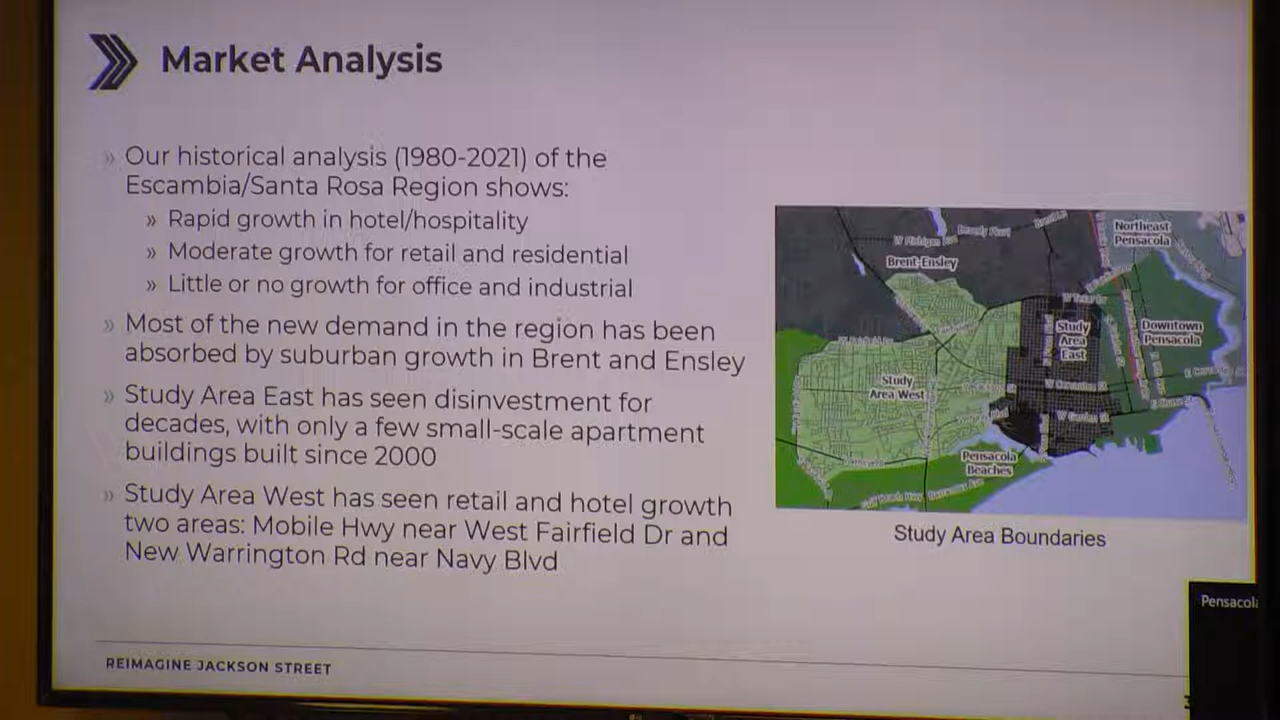 Market Analysis
» Our historical analysis (1980-2021) of the
Escambia/Santa Rosa Region shows:
» Rapid growth in hotel/hospitality
» Moderate growth for retail and residential
» Little or no growth for office and industrial
» Most of the new demand in the region has been
absorbed by suburban growth in Brent and Ensley
» Study Area East has seen disinvestment for
decades, with only a few small-scale apartment
buildings built since 2000
» Study Area West has seen retail and hotel growth
two areas: Mobile Hwy near West Fairfield Dr and
New Warrington Rd near Navy Blvd
Northeast
Pensacola
Brent-Ensley
Study
Area
East
Downtown
Pensacola
Study
Area West
Pensacola
Beaches
Study Area Boundaries
Pensacola
REIMAGINE JACKSON STREET